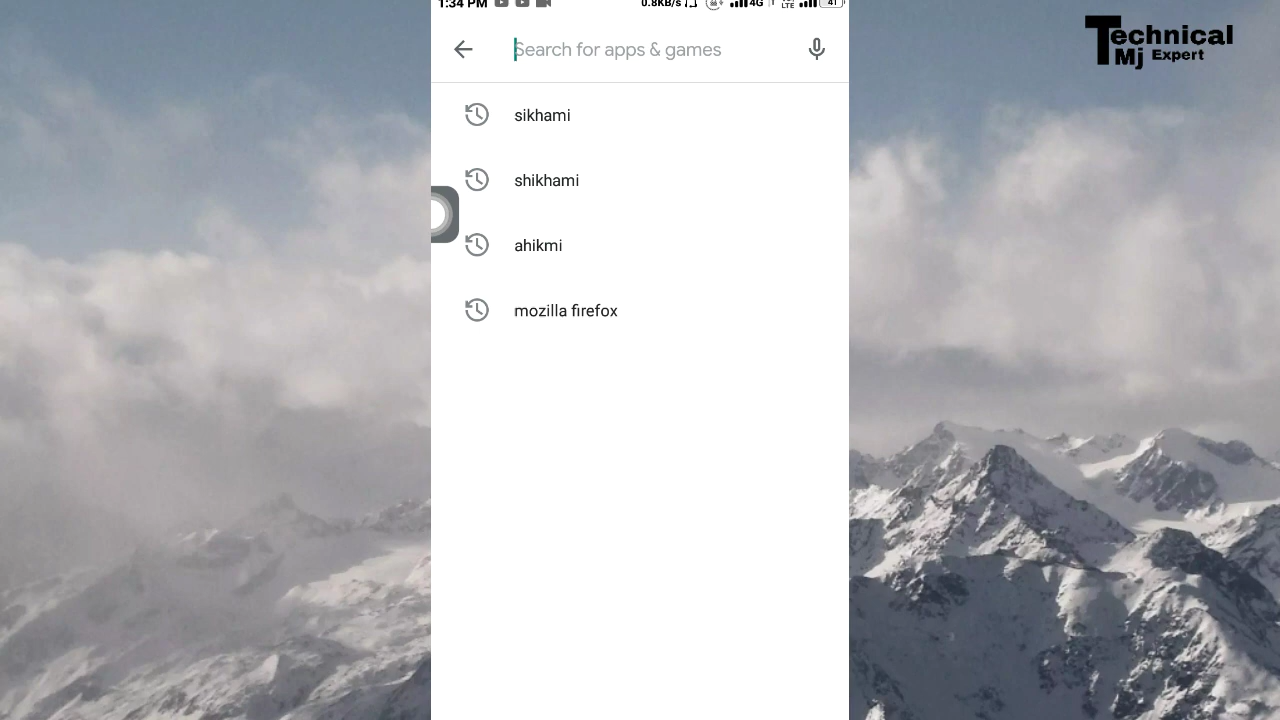 1:34 PM
0.8KB/s
4G
LTE
41
Technical
Mj Expert
Search for apps & games
sikhami
shikhami
ahikmi
mozilla firefox